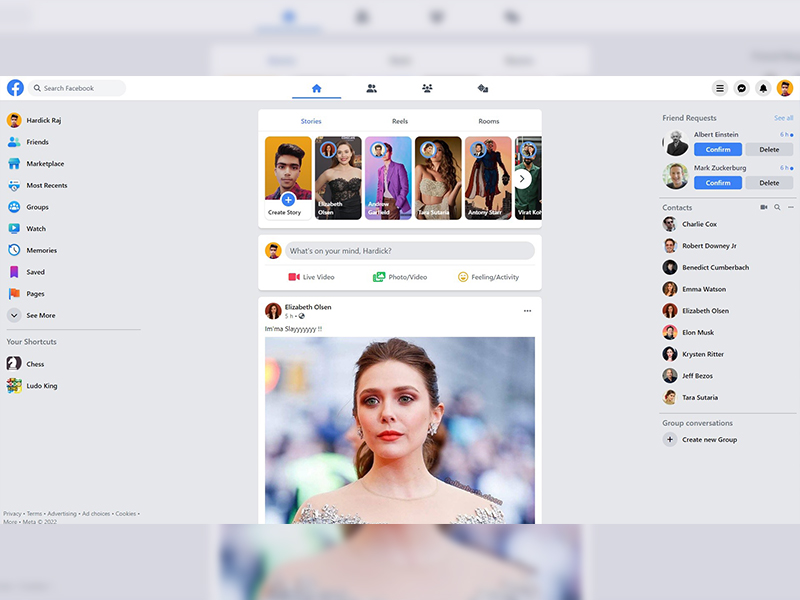 Search Facebook
Hardick Raj
Friends
Marketplace
Most Recents
Groups
Watch
Memories
Saved
Pages
See More
Your Shortcuts
Chess
Ludo King
Privacy • Terms • Advertising • Ad choices • Cookies •
More • Meta © 2022
Stories
Reels
Rooms
Create Story
Elizabeth
Olsen
Andrew
Garfield
Tara Sutaria
Antony Starr
Virat Koh
What's on your mind, Hardick?
Live Video
Photo/Video
Feeling/Activity
Elizabeth Olsen
5 h •
Im'ma Slayyyyyyy !!
Friend Requests
See all
Albert Einstein
6 h
Confirm
Delete
Mark Zuckerburg
6 h
Confirm
Delete
Contacts
Charlie Cox
Robert Downey Jr
Benedict Cumberbach
Emma Watson
Elizabeth Olsen
Elon Musk
Krysten Ritter
Jeff Bezos
Tara Sutaria
Group conversations
Create new Group